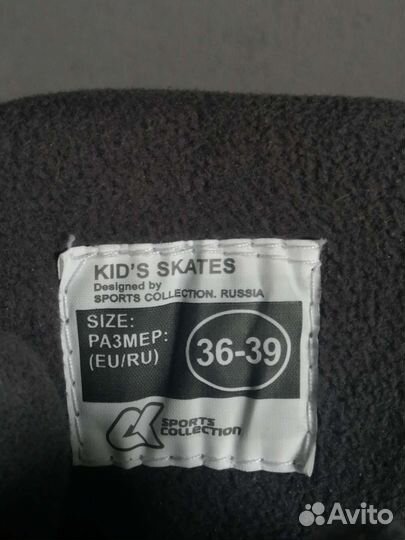 KID'S SKATES
Designed by
SPORTS COLLECTION. RUSSIA
SIZE:
РАЗМЕР:
(EU/RU)
36-39
SPORTS
COLLECTION
Avito